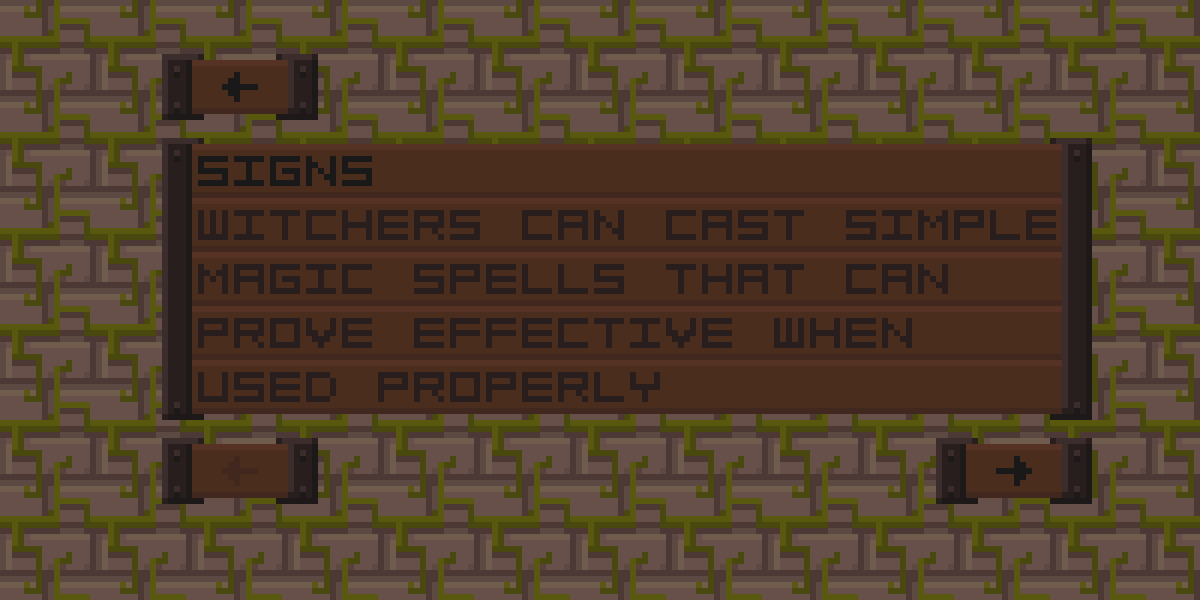 SIGNS
WITCHERS CAN CAST SIMPLE
MAGIC SPELLS THAT CAN
PROVE EFFECTIVE WHEN
USED PROPERLY